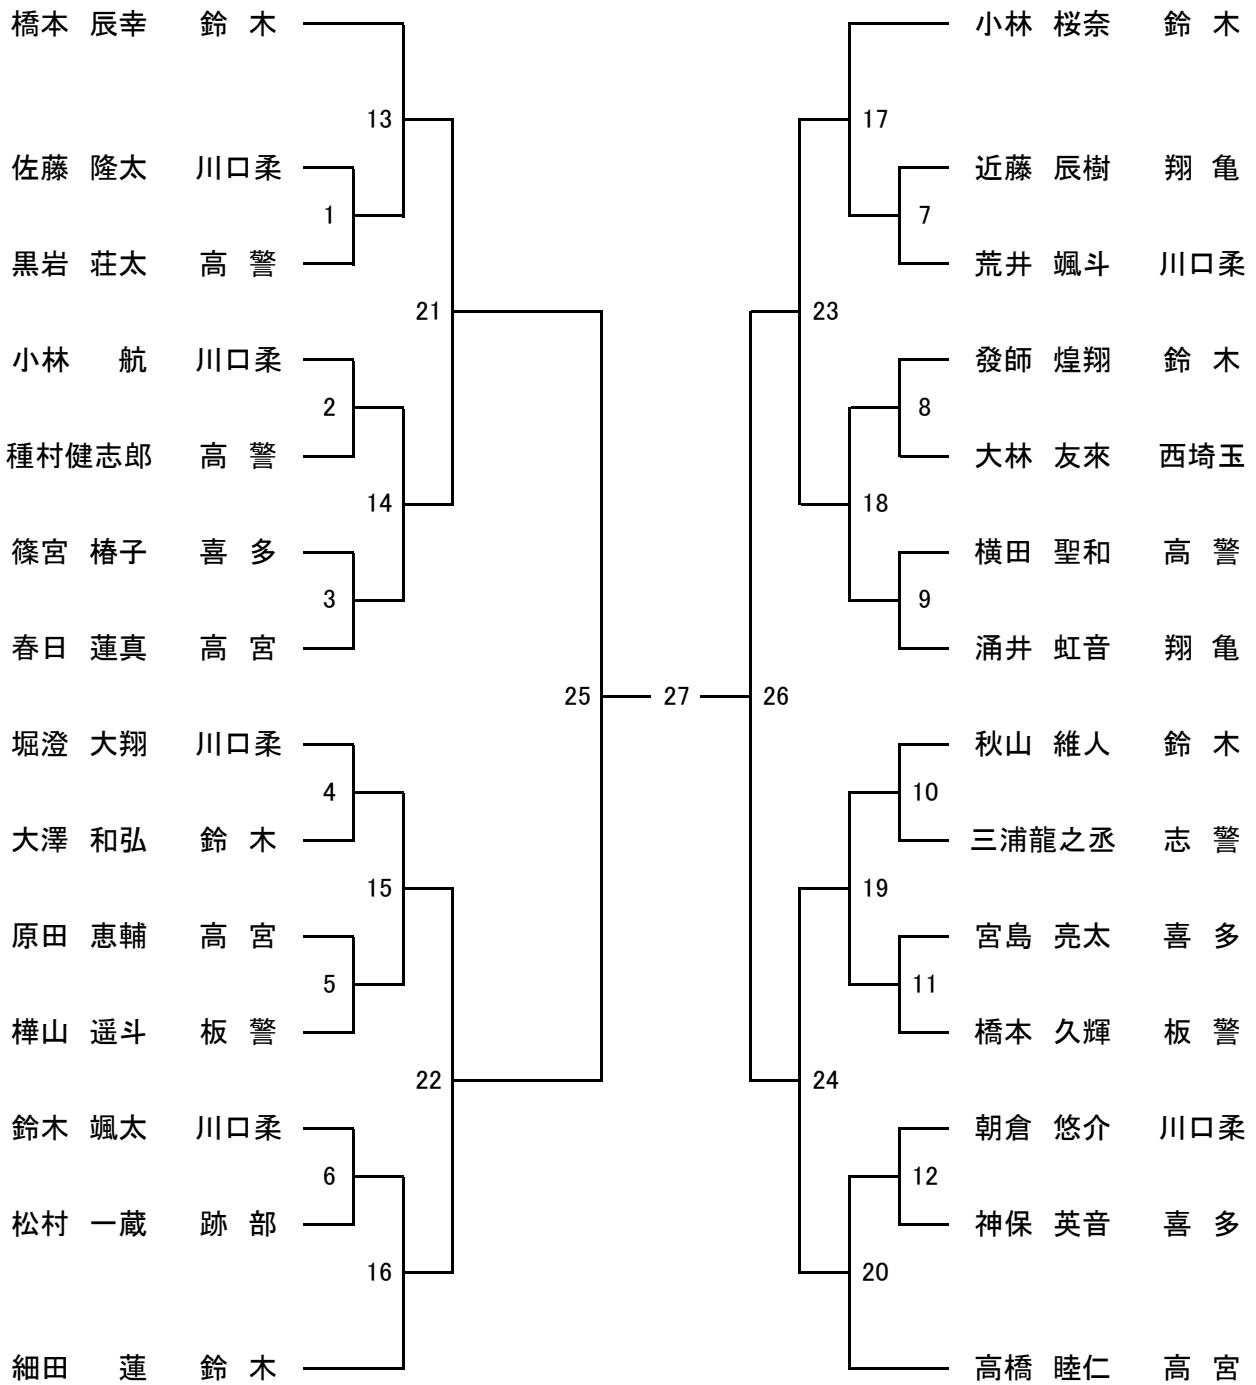 橋本 辰幸 鈴 木
13
佐藤 隆太 川口柔
1
黒岩 荘太 高 警
21
小林 航 川口柔
2
種村健志郎 高 警
14
篠宮 椿子 喜 多
3
春日 蓮真 高 宮
25
堀澄 大翔 川口柔
4
大澤 和弘 鈴 木
15
原田 恵輔 高 宮
5
樺山 遥斗 板 警
22
鈴木 颯太 川口柔
6
松村 一蔵 跡 部
16
細田 蓮 鈴 木
27
小林 桜奈 鈴 木
17
近藤 辰樹 翔 亀
7
荒井 颯斗 川口柔
23
發師 煌翔 鈴 木
8
大林 友來 西埼玉
18
横田 聖和 高 警
9
涌井 虹音 翔 亀
26
秋山 維人 鈴 木
10
三浦龍之丞 志 警
19
宮島 亮太 喜 多
11
橋本 久輝 板 警
24
朝倉 悠介 川口柔
12
神保 英音 喜 多
20
高橋 睦仁 高 宮